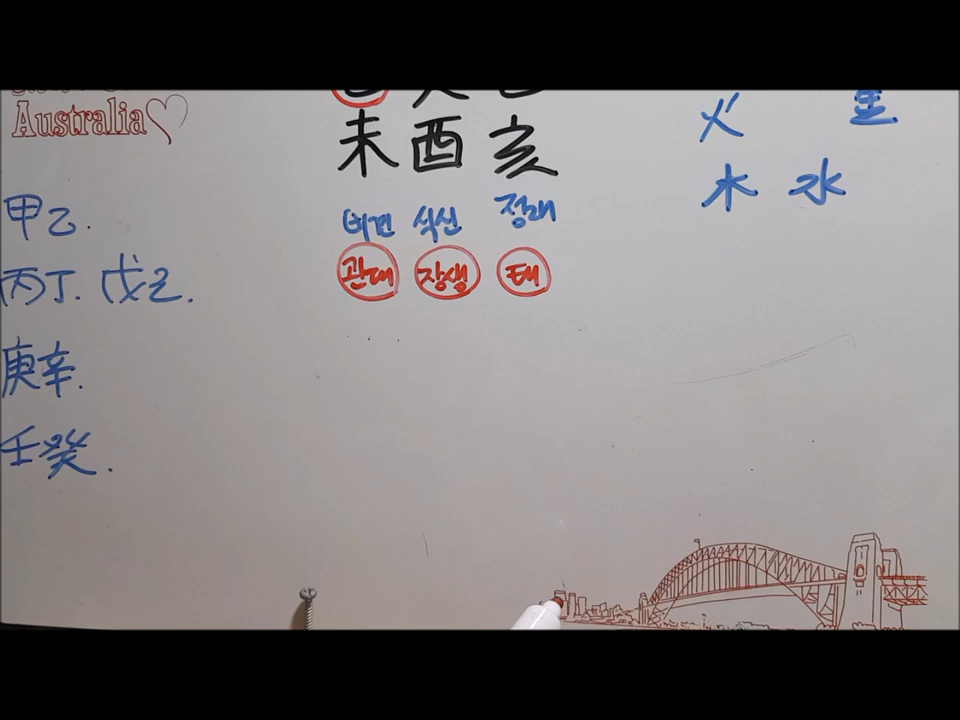 Australia
未 酉 亥
火
木 水
甲乙.
비견 식신 정재
丙丁. 戊己.
관대 장생 태
庚辛.
壬癸.